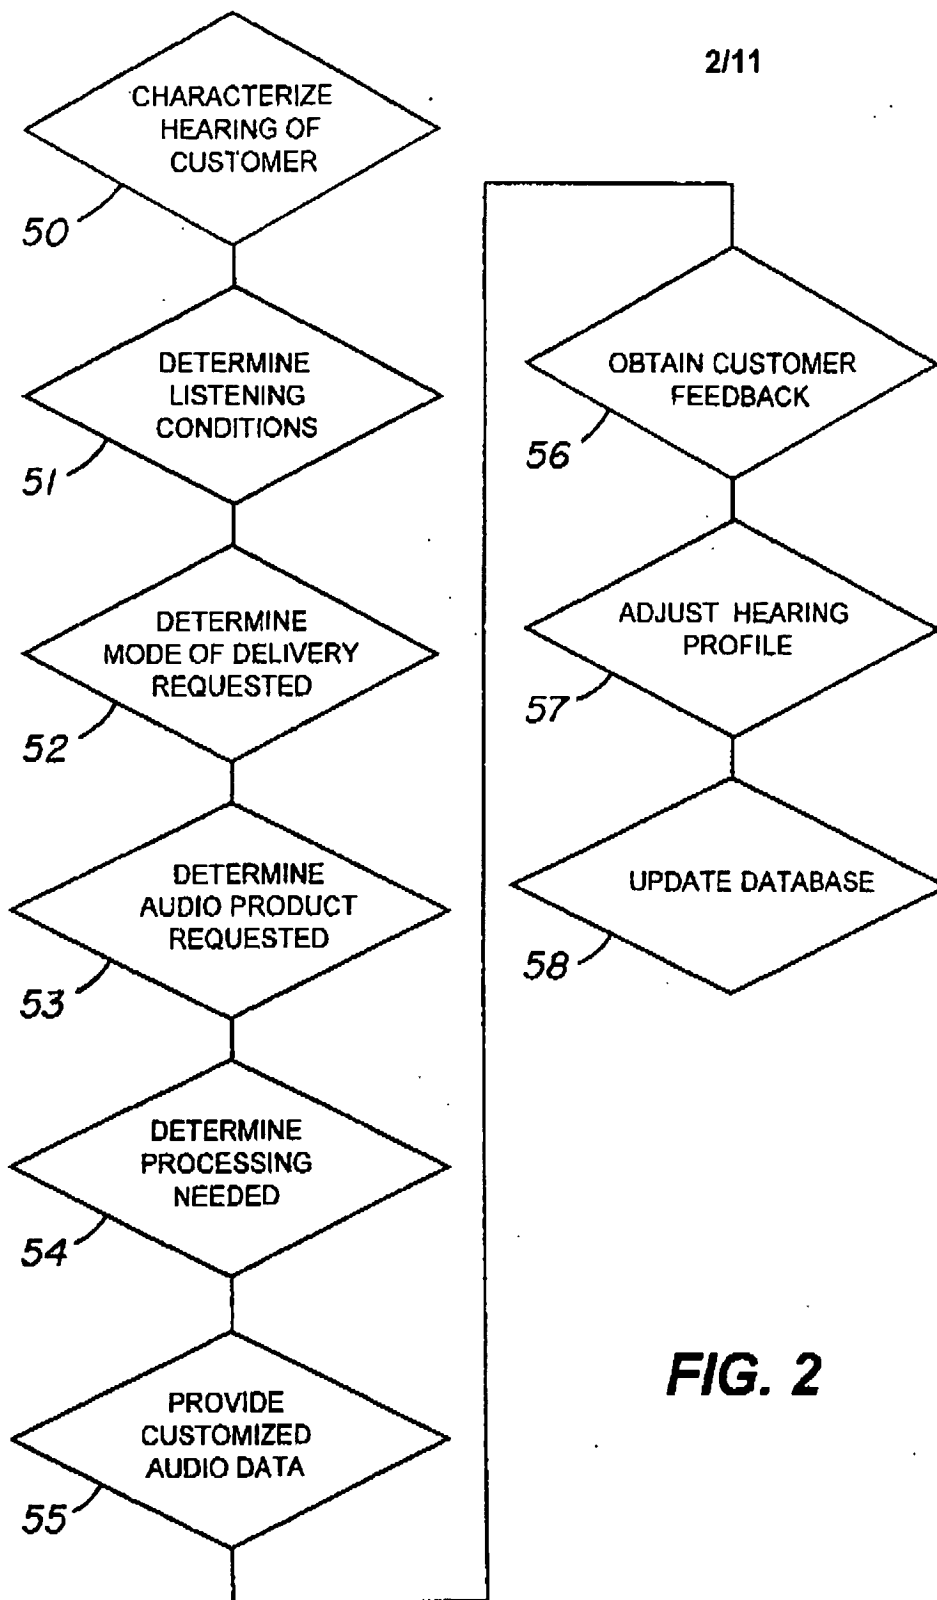 2/11
CHARACTERIZE
HEARING OF
CUSTOMER
50
DETERMINE
LISTENING
CONDITIONS
51
DETERMINE
MODE OF DELIVERY
REQUESTED
52
DETERMINE
AUDIO PRODUCT
REQUESTED
53
DETERMINE
PROCESSING
NEEDED
54
PROVIDE
CUSTOMIZED
AUDIO DATA
55
OBTAIN CUSTOMER
FEEDBACK
56
ADJUST HEARING
PROFILE
57
UPDATE DATABASE
58
FIG. 2